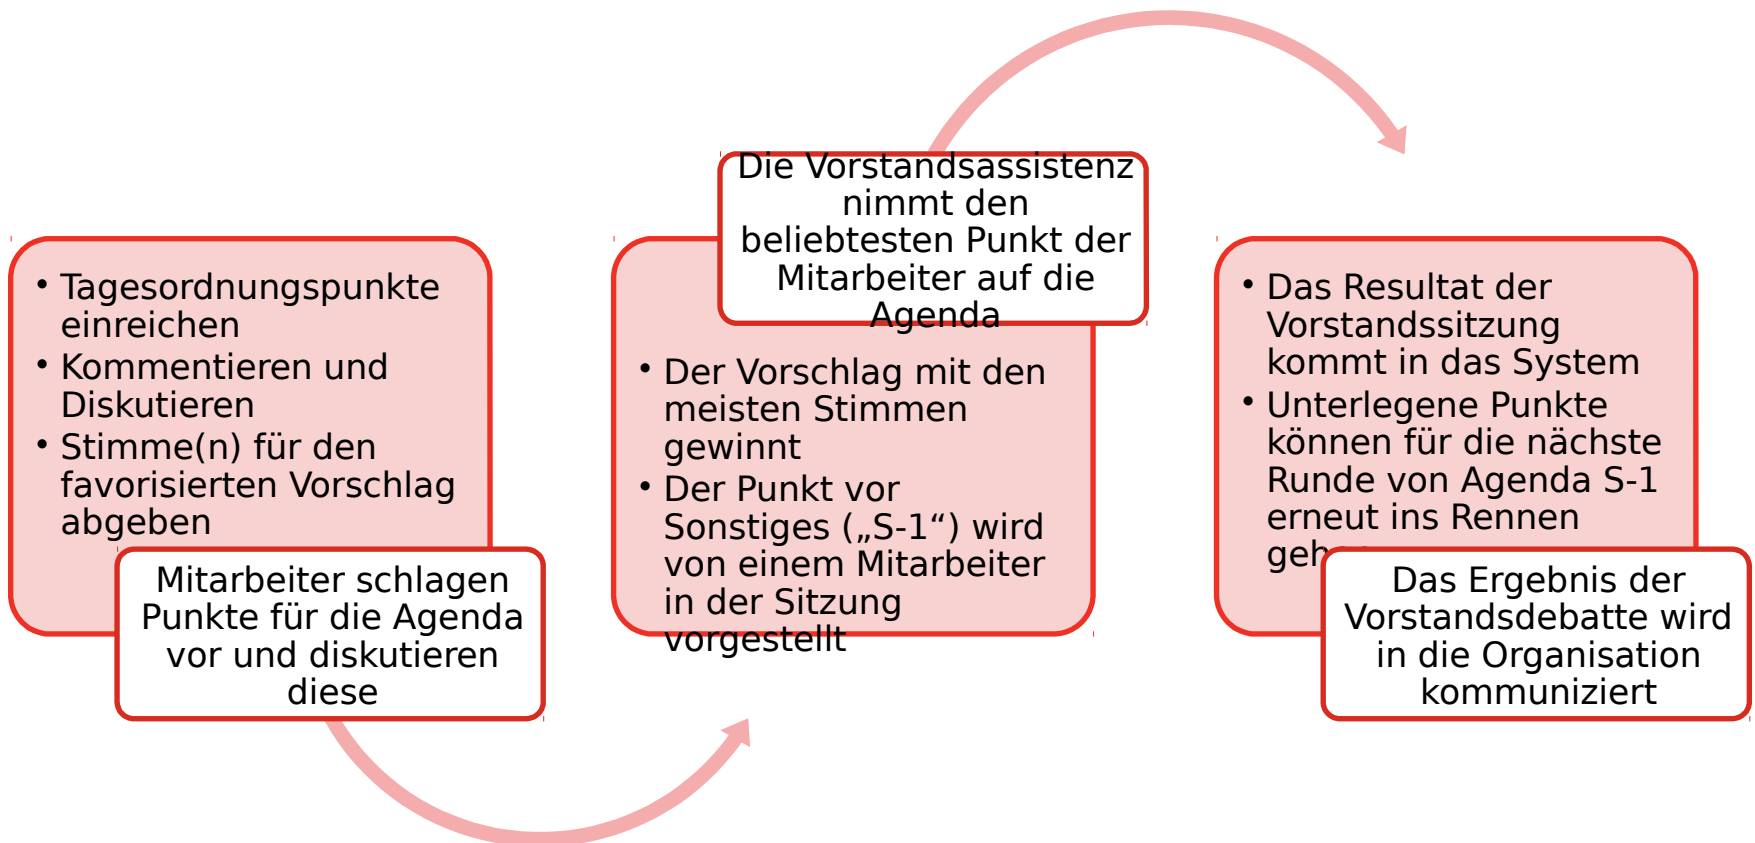 • Tagesordnungspunkte
einreichen
• Kommentieren und
Diskutieren
• Stimme(n) für den
favorisierten Vorschlag
abgeben
Mitarbeiter schlagen
Punkte für die Agenda
vor und diskutieren
diese
Die Vorstandsassistenz
nimmt den
beliebtesten Punkt der
Mitarbeiter auf die
Agenda
• Der Vorschlag mit den
meisten Stimmen
gewinnt
• Der Punkt vor
Sonstiges („S-1“) wird
von einem Mitarbeiter
in der Sitzung
vorgestellt
• Das Resultat der
Vorstandssitzung
kommt in das System
• Unterlegene Punkte
können für die nächste
Runde von Agenda S-1
erneut ins Rennen
Das Ergebnis der
Vorstandsdebatte wird
in die Organisation
kommuniziert